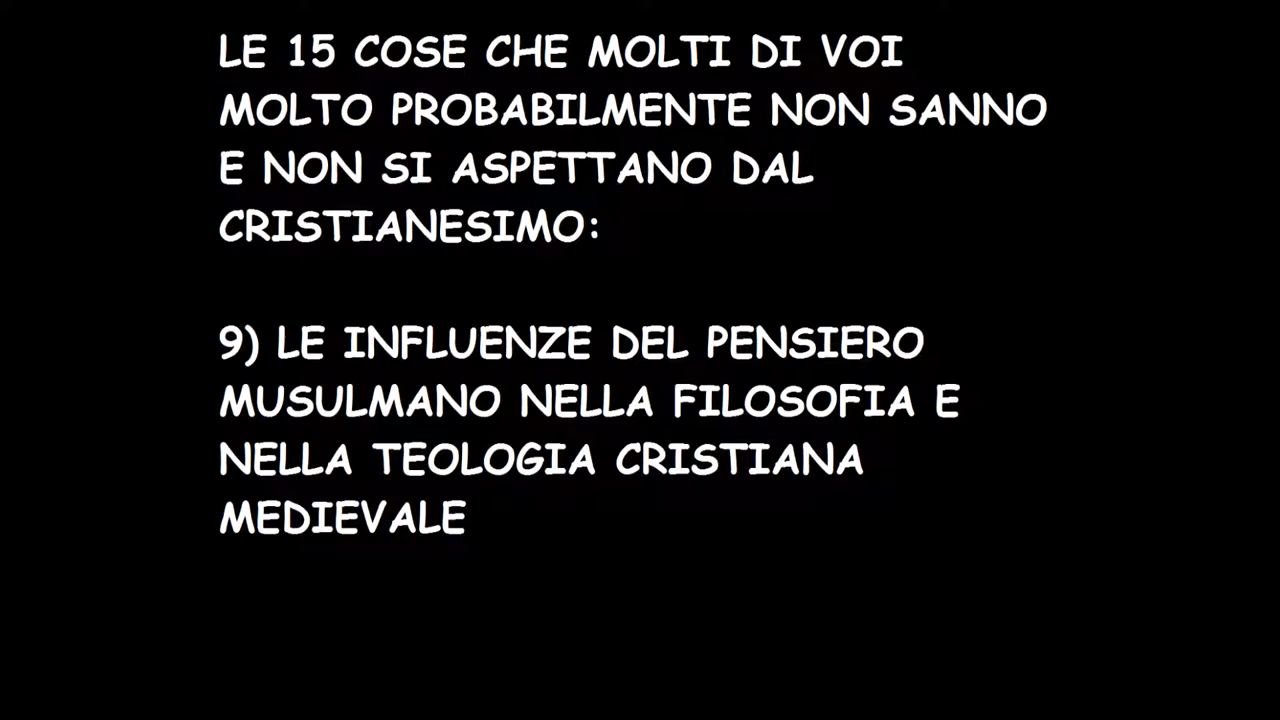 LE 15 COSE CHE MOLTI DI VOI
MOLTO PROBABILMENTE NON SANNO
E NON SI ASPETTANO DAL
CRISTIANESIMO:
9) LE INFLUENZE DEL PENSIERO
MUSULMANO NELLA FILOSOFIA E
NELLA TEOLOGIA CRISTIANA
MEDIEVALE